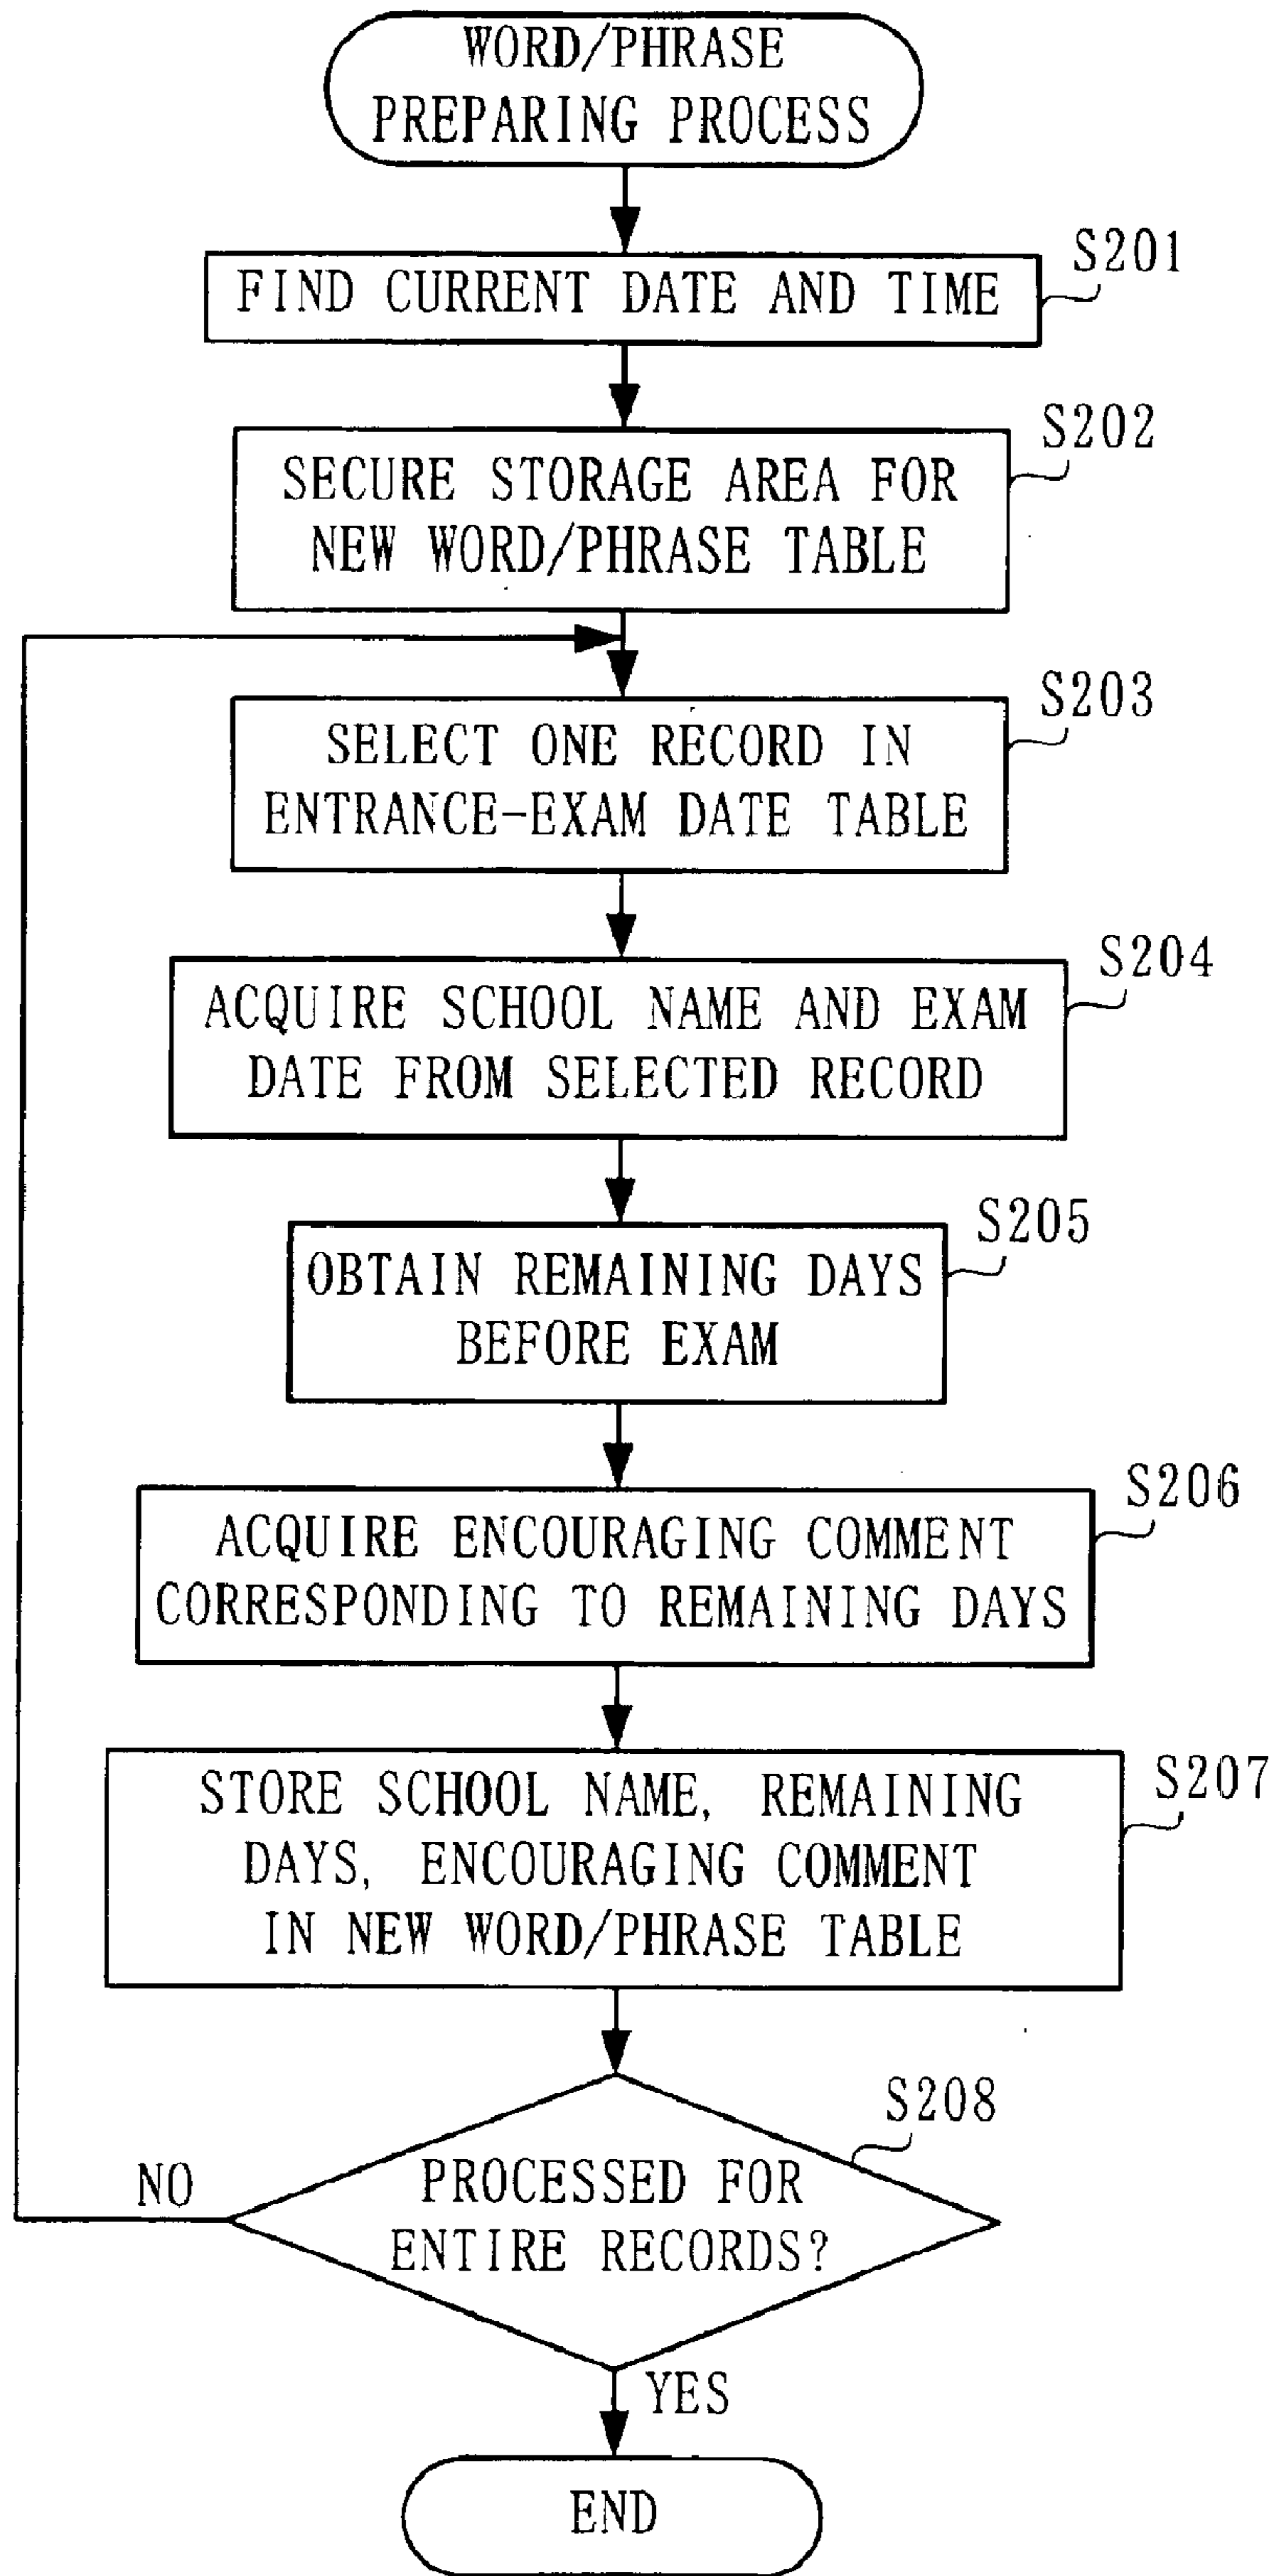 WORD/PHRASE
PREPARING PROCESS
S201
FIND CURRENT DATE AND TIME
S202
SECURE STORAGE AREA FOR
NEW WORD/PHRASE TABLE
S203
SELECT ONE RECORD IN
ENTRANCE-EXAM DATE TABLE
S204
ACQUIRE SCHOOL NAME AND EXAM
DATE FROM SELECTED RECORD
S205
OBTAIN REMAINING DAYS
BEFORE EXAM
S206
ACQUIRE ENCOURAGING COMMENT
CORRESPONDING TO REMAINING DAYS
S207
STORE SCHOOL NAME, REMAINING
DAYS, ENCOURAGING COMMENT
IN NEW WORD/PHRASE TABLE
S208
NO
PROCESSED FOR
ENTIRE RECORDS?
YES
END